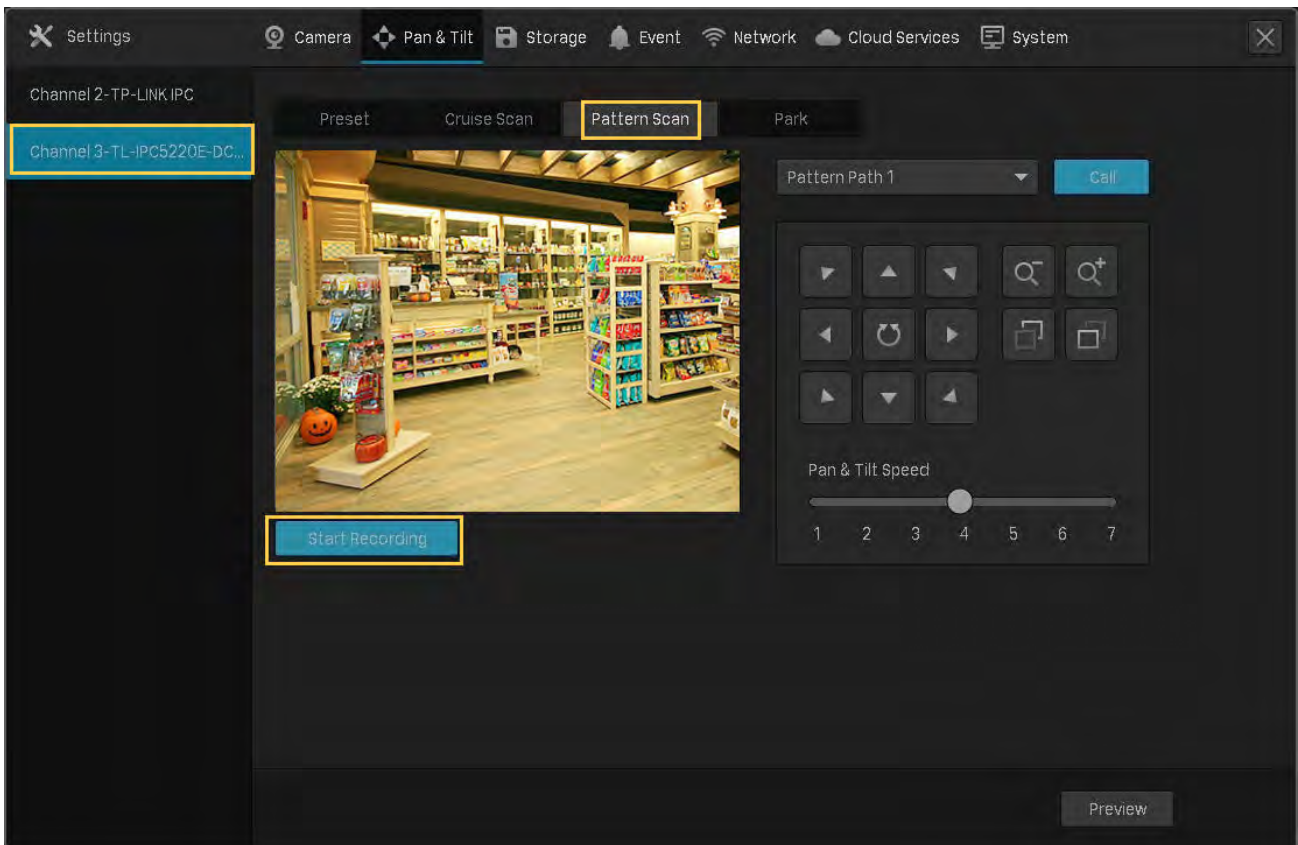 Settings
Camera Pan & Tilt Storage Event Network Cloud Services System
Channel 2-TP-LINK IPC
Channel 3-TL-IPC5220E-DC...
Preset Cruise Scan Pattern Scan Park
Pattern Path 1 Call
Pan & Tilt Speed
1 2 3 4 5 6 7
Start Recording
Preview